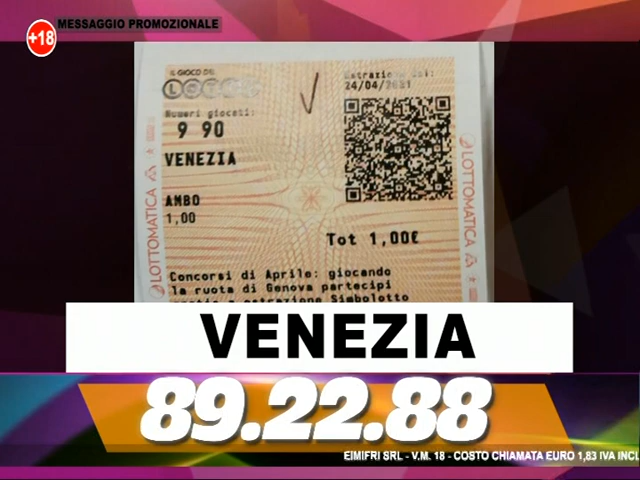 MESSAGGIO PROMOZIONALE
+18
IL GIOCO DEL
LOTTO
Estrazione del:
24/04/2021
Numeri giocati:
9 90
VENEZIA
AMBO
1,00
Tot 1,00€
LOTTOMATICA
LOTTOMATICA
Concorsi di Aprile: giocando
la ruota di Genova partecipi
estrazione Simbolotto
VENEZIA
89.22.88
EIMIFRI SRL - V.M. 18 - COSTO CHIAMATA EURO 1,83 IVA INCL